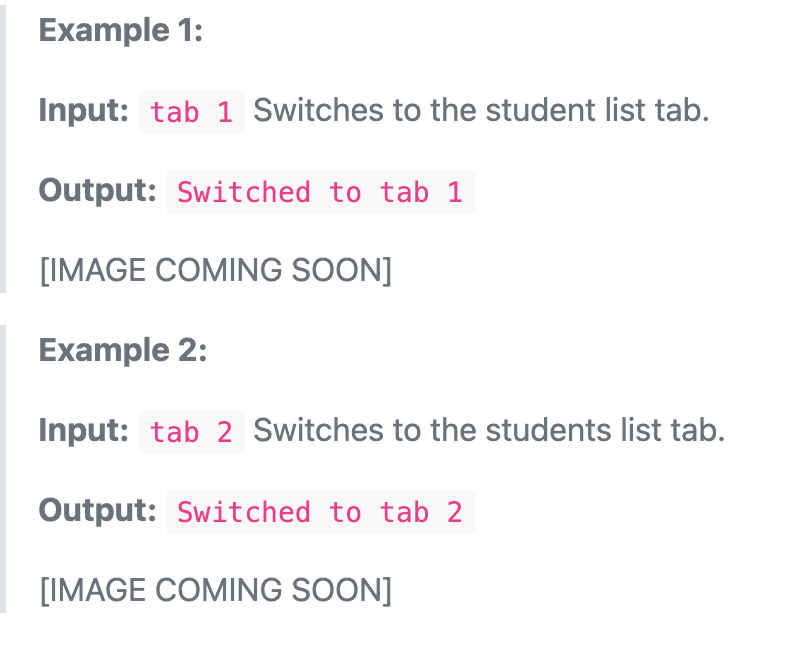 Example 1:
Input: tab 1 Switches to the student list tab.
Output: Switched to tab 1
[IMAGE COMING SOON]
Example 2:
Input: tab 2 Switches to the students list tab.
Output: Switched to tab 2
[IMAGE COMING SOON]